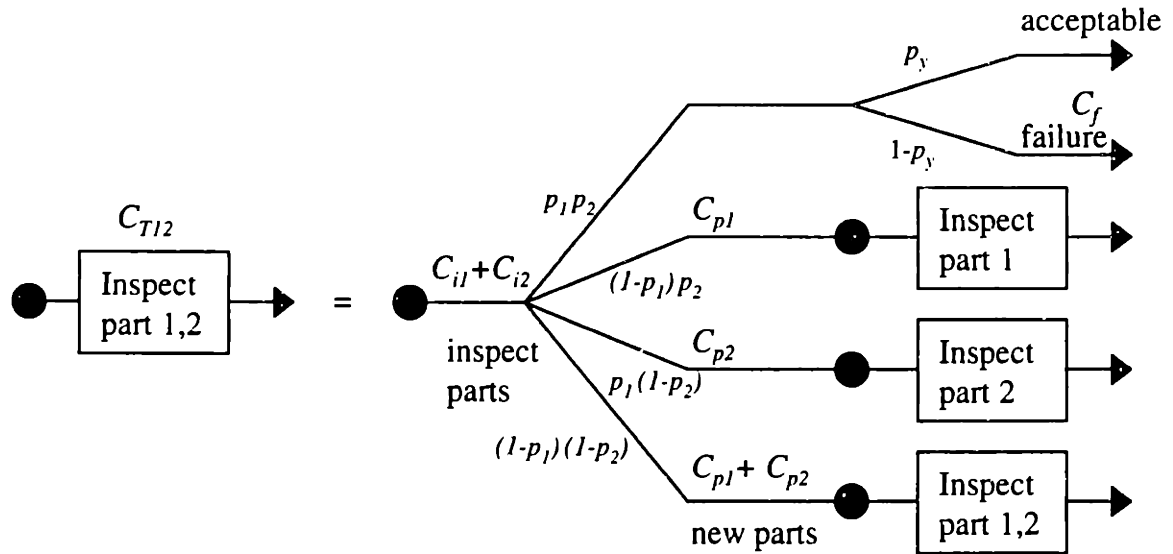 acceptable
p_y
C_f
failure
1-p_y
p_1p_2
C_T12
Inspect
part 1,2
=
C_i1+C_i2
inspect
parts
(1-p_1)p_2
C_p1
Inspect
part 1
p_1(1-p_2)
C_p2
Inspect
part 2
(1-p_1)(1-p_2)
C_p1+ C_p2
new parts
Inspect
part 1,2